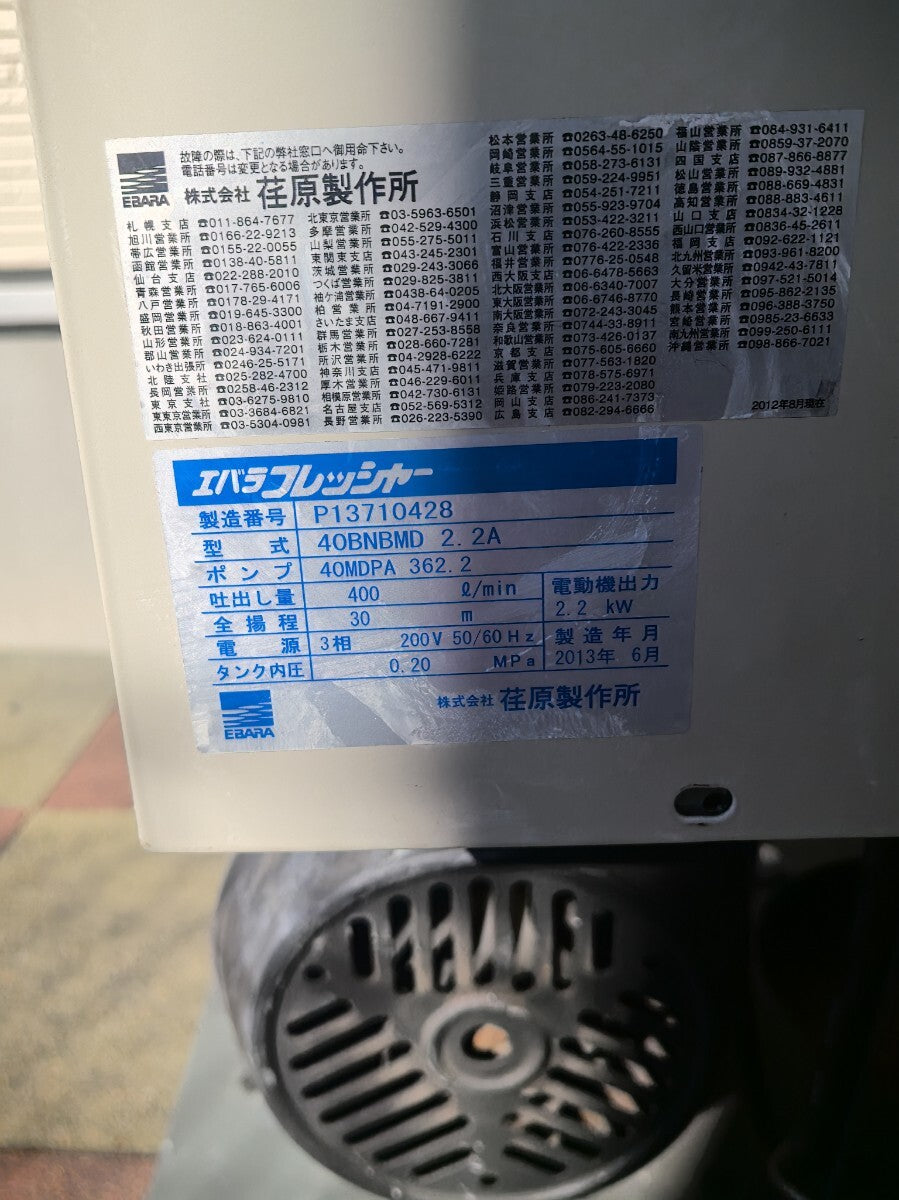 故障の際は、下記の弊社窓口へ御用命下さい。
電話番号は変更となる場合があります。
EBARA 株式会社 荏原製作所
札幌支店 ☎011-864-7677
旭川営業所 ☎0166-22-9213
帯広営業所 ☎0155-22-0055
函館営業所 ☎0138-40-5811
仙台支店 ☎022-288-2010
青森営業所 ☎017-765-6006
八戸営業所 ☎0178-29-4171
盛岡営業所 ☎019-645-3300
秋田営業所 ☎018-863-4001
山形営業所 ☎023-624-0111
郡山営業所 ☎024-934-7201
いわき出張所 ☎0246-25-5171
北陸支社 ☎025-282-4700
長岡営業所 ☎0258-46-2312
東京支社 ☎03-6275-9810
東東京営業所 ☎03-3684-6821
西東京営業所 ☎03-5304-0981
北東京営業所 ☎03-5963-6501
多摩営業所 ☎042-529-4300
山梨営業所 ☎055-275-5011
東関東支店 ☎043-245-2301
茨城営業所 ☎029-243-3066
つくば営業所 ☎029-825-3811
袖ケ浦営業所 ☎0438-64-0205
柏営業所 ☎04-7191-2900
さいたま支店 ☎048-667-9411
群馬営業所 ☎027-253-8558
栃木営業所 ☎028-660-7281
所沢営業所 ☎04-2928-6222
神奈川支店 ☎045-471-9811
厚木営業所 ☎046-229-6011
相模原営業所 ☎042-730-6131
名古屋支店 ☎052-569-5312
長野営業所 ☎026-223-5390
松本営業所 ☎0263-48-6250
岡崎営業所 ☎0564-55-1015
岐阜営業所 ☎058-273-6131
三重営業所 ☎059-224-9951
静岡支店 ☎054-251-7211
沼津営業所 ☎055-923-9704
浜松営業所 ☎053-422-3211
石川支店 ☎076-260-8555
富山営業所 ☎076-422-2336
福井営業所 ☎0776-25-0548
西大阪支店 ☎06-6478-5663
北大阪営業所 ☎06-6340-7007
東大阪営業所 ☎06-6746-8770
南大阪営業所 ☎072-243-3045
奈良営業所 ☎0744-33-8911
和歌山営業所 ☎073-426-0137
京都支店 ☎075-605-6660
滋賀営業所 ☎077-563-1820
兵庫支店 ☎078-575-6971
姫路営業所 ☎079-223-2080
岡山支店 ☎086-241-7373
広島支店 ☎082-294-6666
福山営業所 ☎084-931-6411
山陰営業所 ☎0859-37-2070
四国支店 ☎087-866-8877
松山営業所 ☎089-932-4881
徳島営業所 ☎088-669-4831
高知営業所 ☎088-883-4611
山口支店 ☎0834-32-1228
西山口営業所 ☎0836-45-2611
福岡支店 ☎092-622-1121
北九州営業所 ☎093-961-8200
久留米営業所 ☎0942-43-7811
大分営業所 ☎097-521-5014
長崎営業所 ☎095-862-2135
熊本営業所 ☎096-388-3750
宮崎営業所 ☎0985-23-6633
南九州営業所 ☎099-250-6111
沖縄営業所 ☎098-866-7021
2012年8月現在
エバラフレッシャー
製造番号 P13710428
型式 40BNBMD 2.2A
ポンプ 40MDPA 362.2
吐出し量 400 ℓ/min
全揚程 30 m
電源 3相 200V 50/60Hz
タンク内圧 0.20 MPa
電動機出力
2.2 kW
製造年月
2013年 6月
EBARA
株式会社 荏原製作所